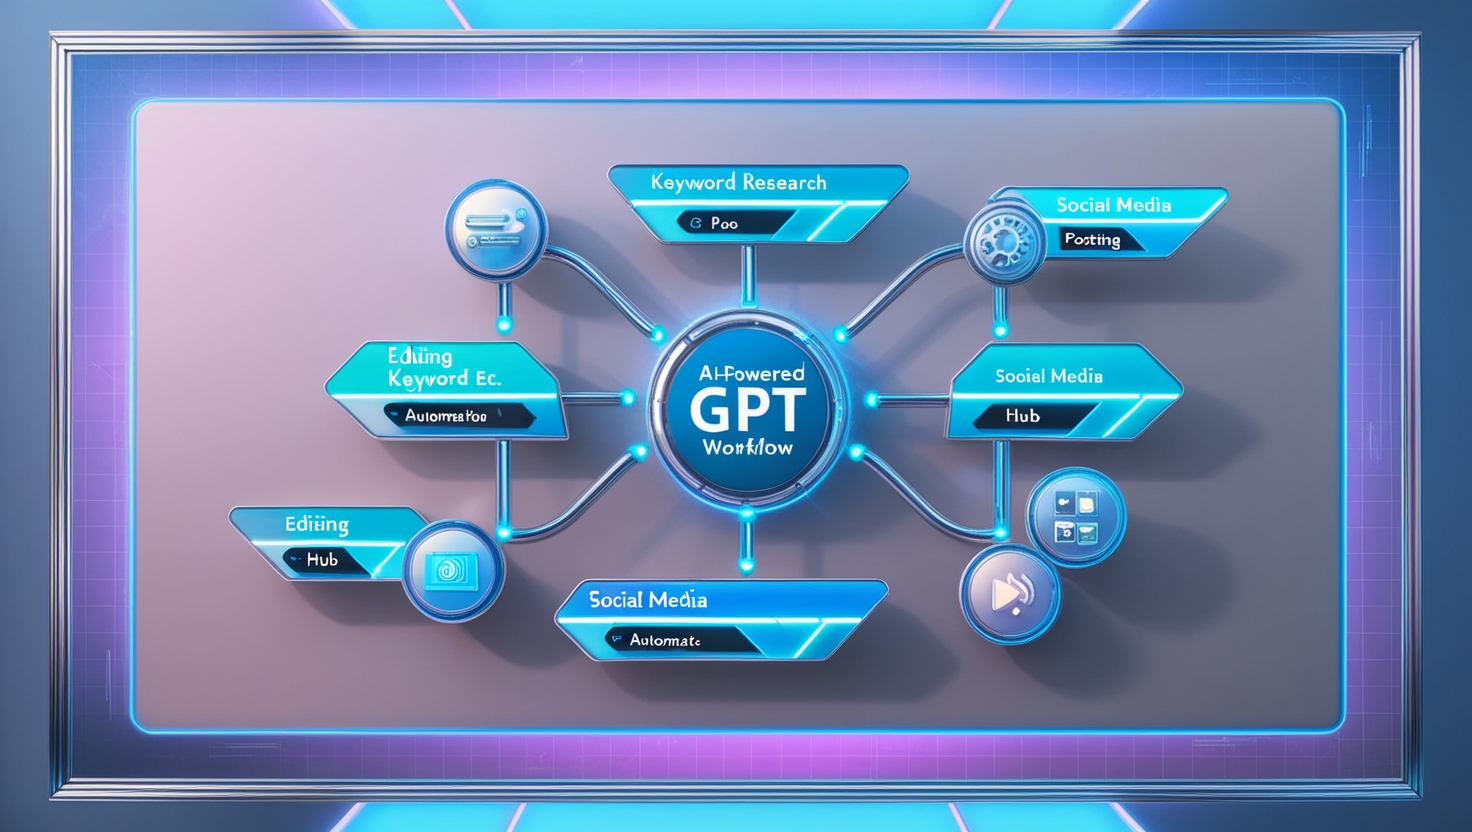 Keyword Research
Poo
Social Media
Posting
Editing
Keyword Ec.
AI-Powered
GPT
Workflow
Social Media
Hub
Editing
Hub
Social Media
Automate